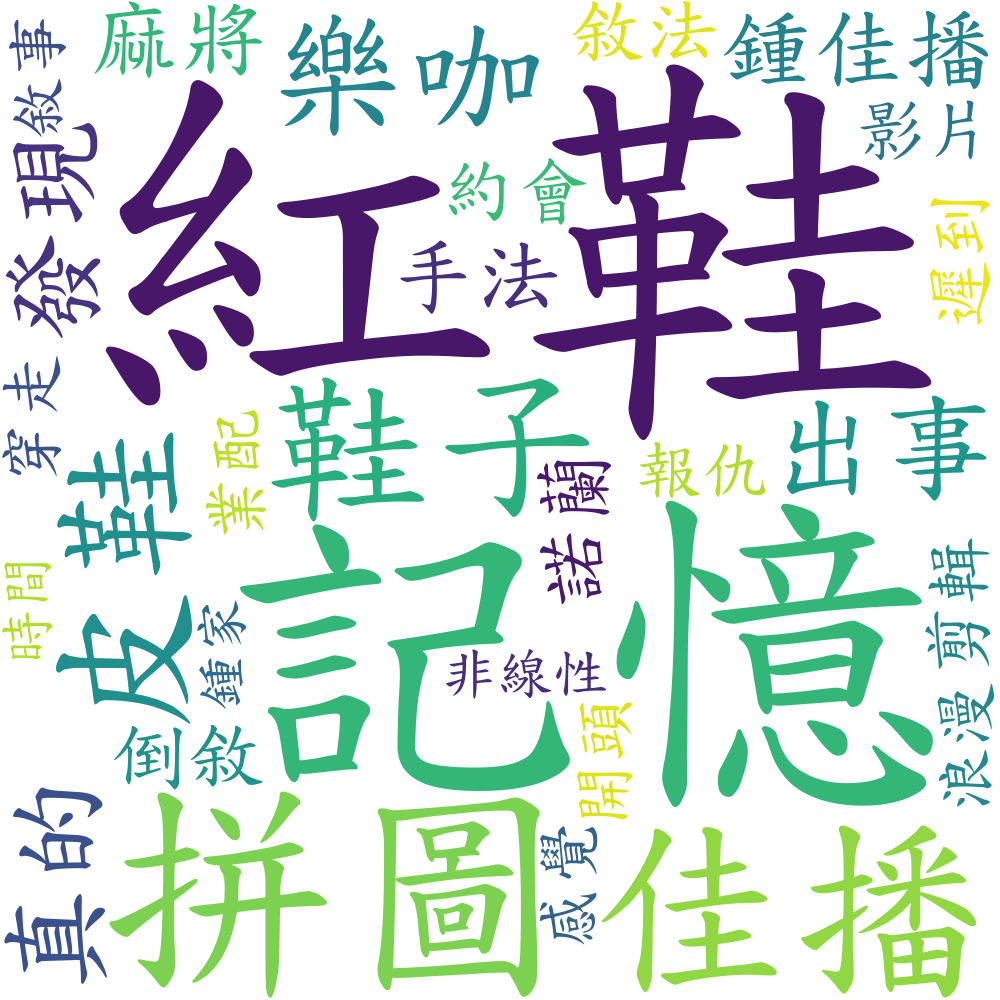 麻將
樂咖
敘法
鍾佳播
敘事
影片
紅鞋
約會
手法
遲到
發現
穿走
皮鞋
業配
鞋子
諾蘭
報仇
出事
時間
鍾家
記憶
非線性
剪輯
浪漫
倒敘
開頭
真的
拼圖
感覺
佳播